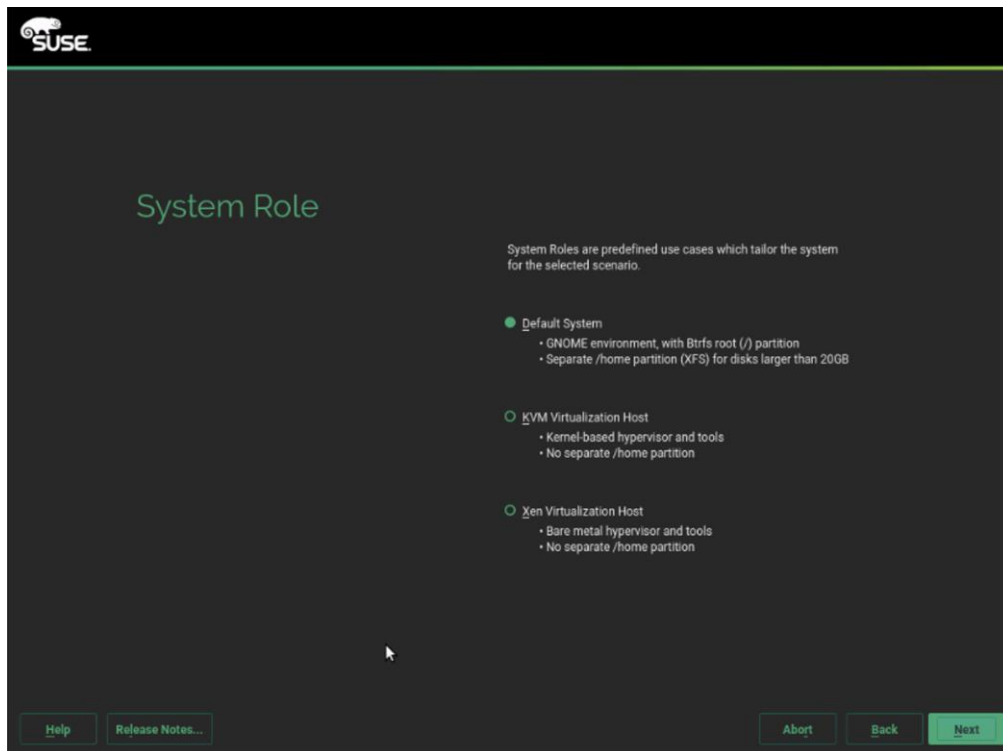 SUSE.
System Role
System Roles are predefined use cases which tailor the system
for the selected scenario.
Default System
• GNOME environment, with Btrfs root (/) partition
• Separate /home partition (XFS) for disks larger than 20GB
KVM Virtualization Host
• Kernel-based hypervisor and tools
• No separate /home partition
Xen Virtualization Host
• Bare metal hypervisor and tools
• No separate /home partition
Help Release Notes... Abort Back Next